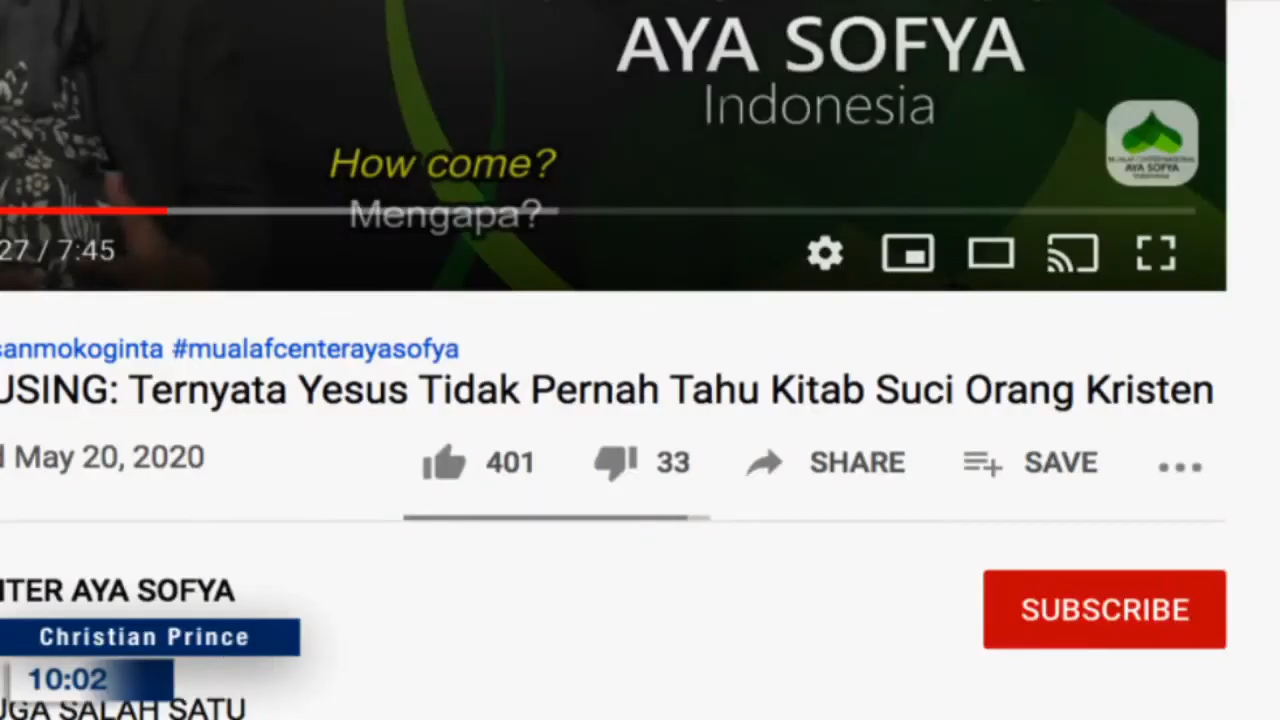 AYA SOFYA
Indonesia
AYA SOFYA
How come?
Mengapa?
27 / 7:45
sanmokoginta #mualafcenterayasofya
USING: Ternyata Yesus Tidak Pernah Tahu Kitab Suci Orang Kristen
May 20, 2020
401
33
SHARE
SAVE
NTER AYA SOFYA
SUBSCRIBE
Christian Prince
10:02
UGA SALAH SATU